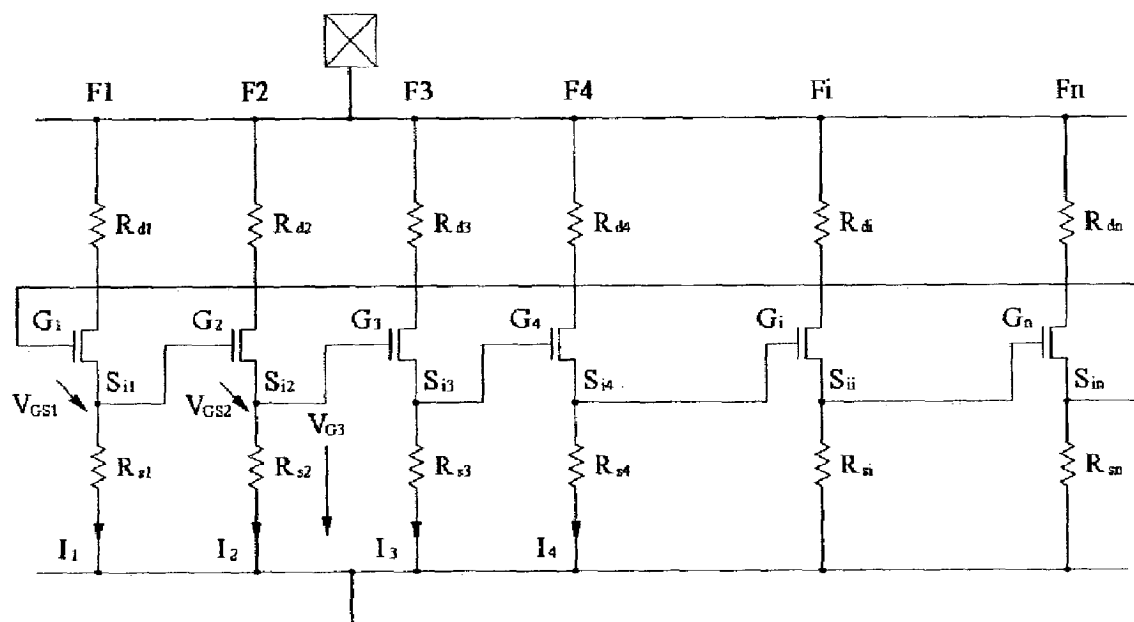 F1 F2 F3 F4 Fi Fn
Rd1 Rd2 Rd3 Rd4 Rdi Rdn
G1 G2 G3 G4 Gi Gn
Si1 Si2 Si3 Si4 Sii Sin
VGS1 VGS2 VG3
Rs1 Rs2 Rs3 Rs4 Rsi Rsn
I1 I2 I3 I4